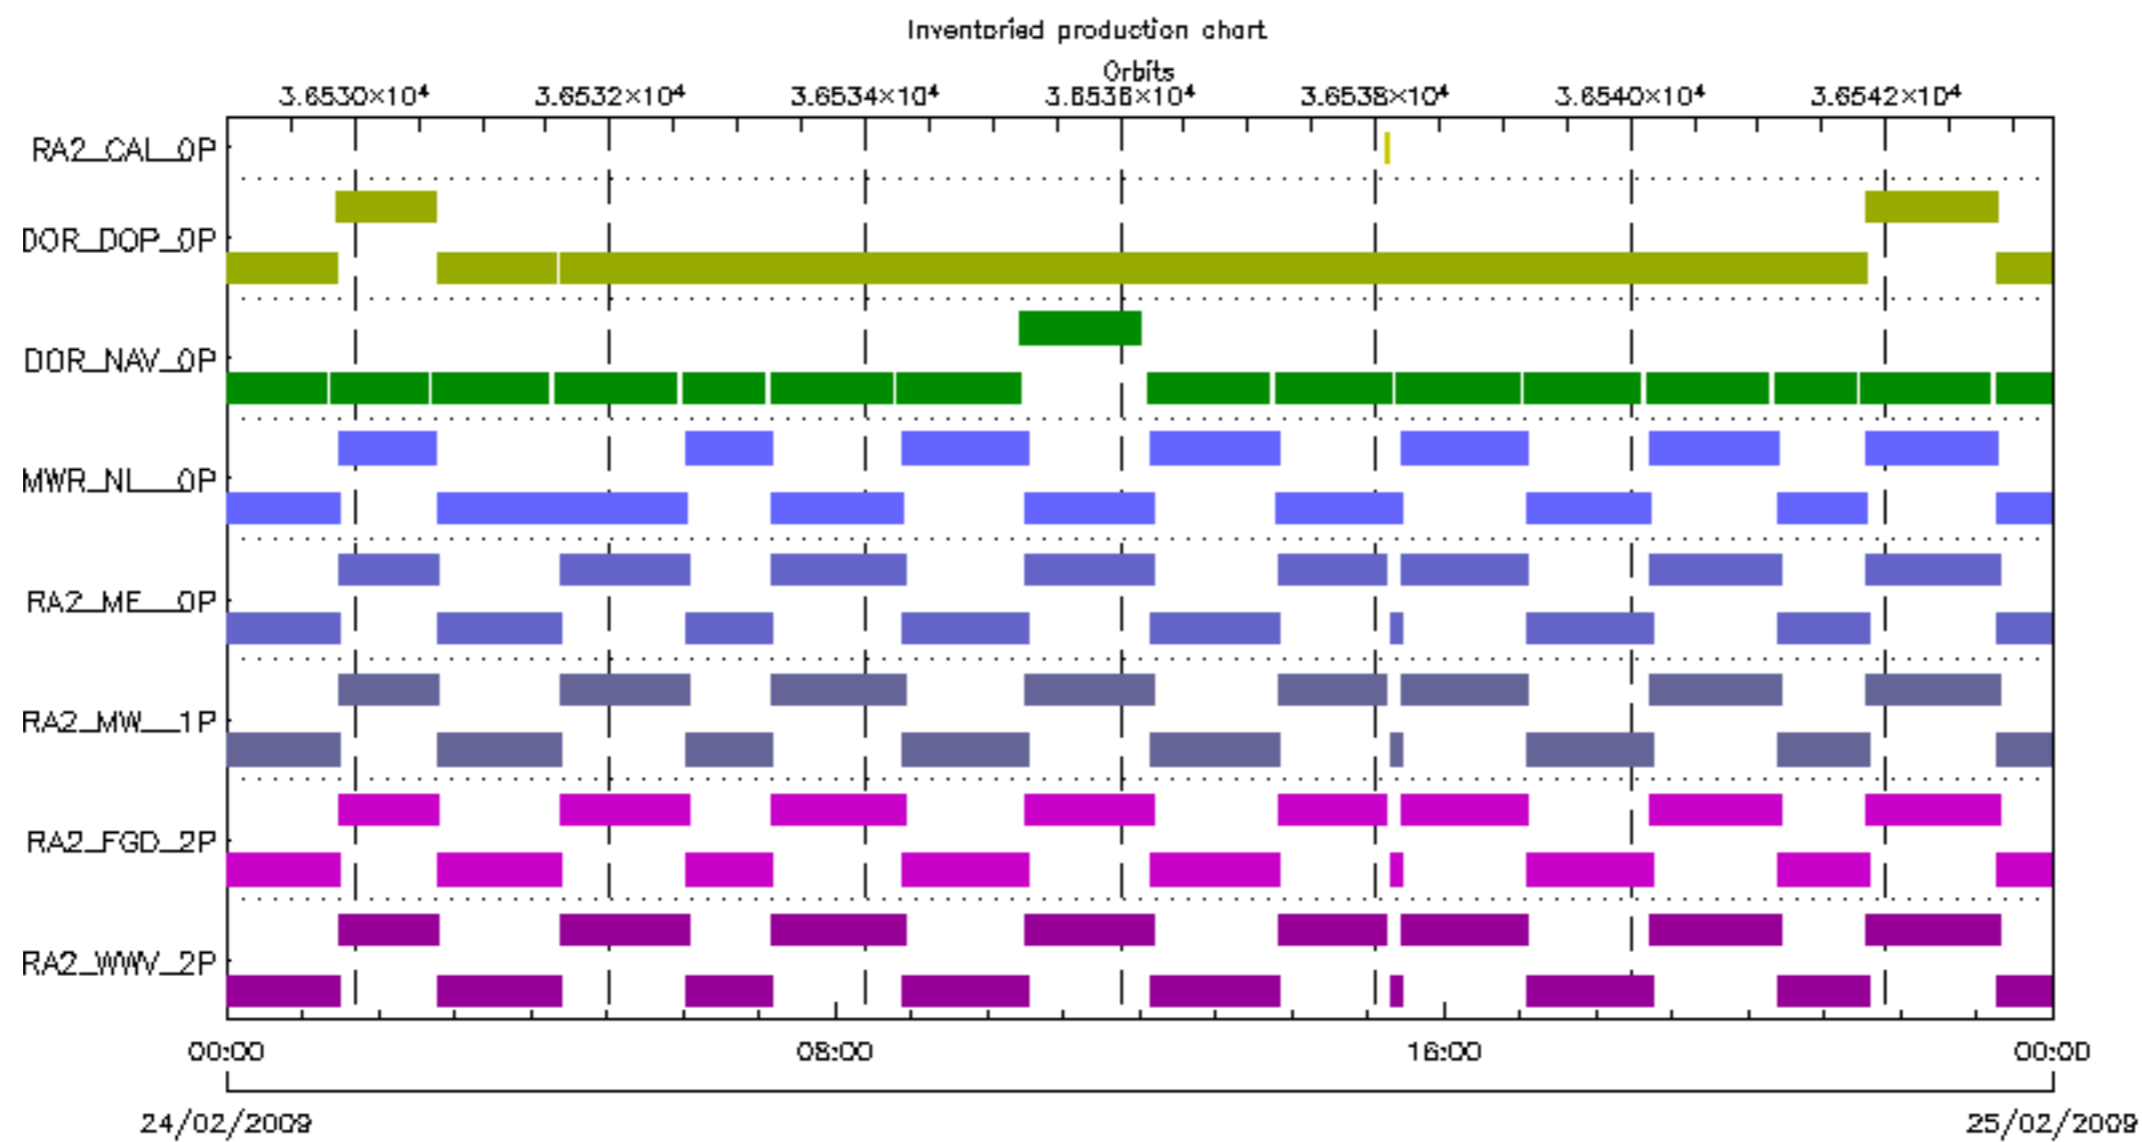 Inventoried production chart
Orbits
3.6530×10⁴ 3.6532×10⁴ 3.6534×10⁴ 3.6536×10⁴ 3.6538×10⁴ 3.6540×10⁴ 3.6542×10⁴
RA2_CAL_0P
DOR_DOP_0P
DOR_NAV_0P
MWR_NL__0P
RA2_ME__0P
RA2_MW__1P
RA2_FGD_2P
RA2_WWV_2P
00:00 08:00 16:00 00:00
24/02/2009 25/02/2009